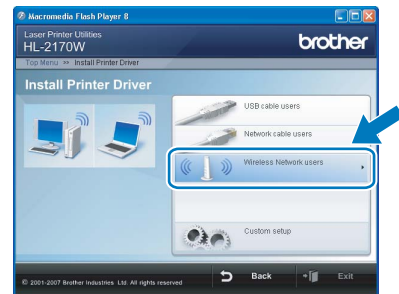 Macromedia Flash Player 8
Laser Printer Utilities
HL-2170W
brother
Top Menu >> Install Printer Driver
Install Printer Driver
USB cable users
Network cable users
Wireless Network users
Custom setup
© 2001-2007 Brother Industries Ltd. All rights reserved
Back
Exit